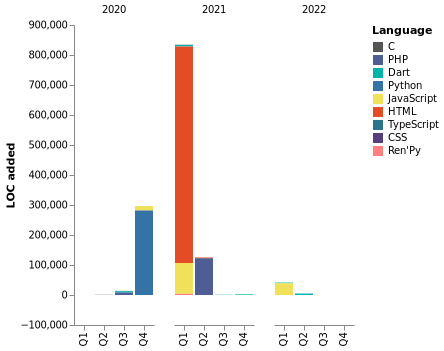 2020 2021 2022
LOC added
900,000
800,000
700,000
600,000
500,000
400,000
300,000
200,000
100,000
0
−100,000
Q1 Q2 Q3 Q4 Q1 Q2 Q3 Q4 Q1 Q2 Q3 Q4
Language
C
PHP
Dart
Python
JavaScript
HTML
TypeScript
CSS
Ren'Py